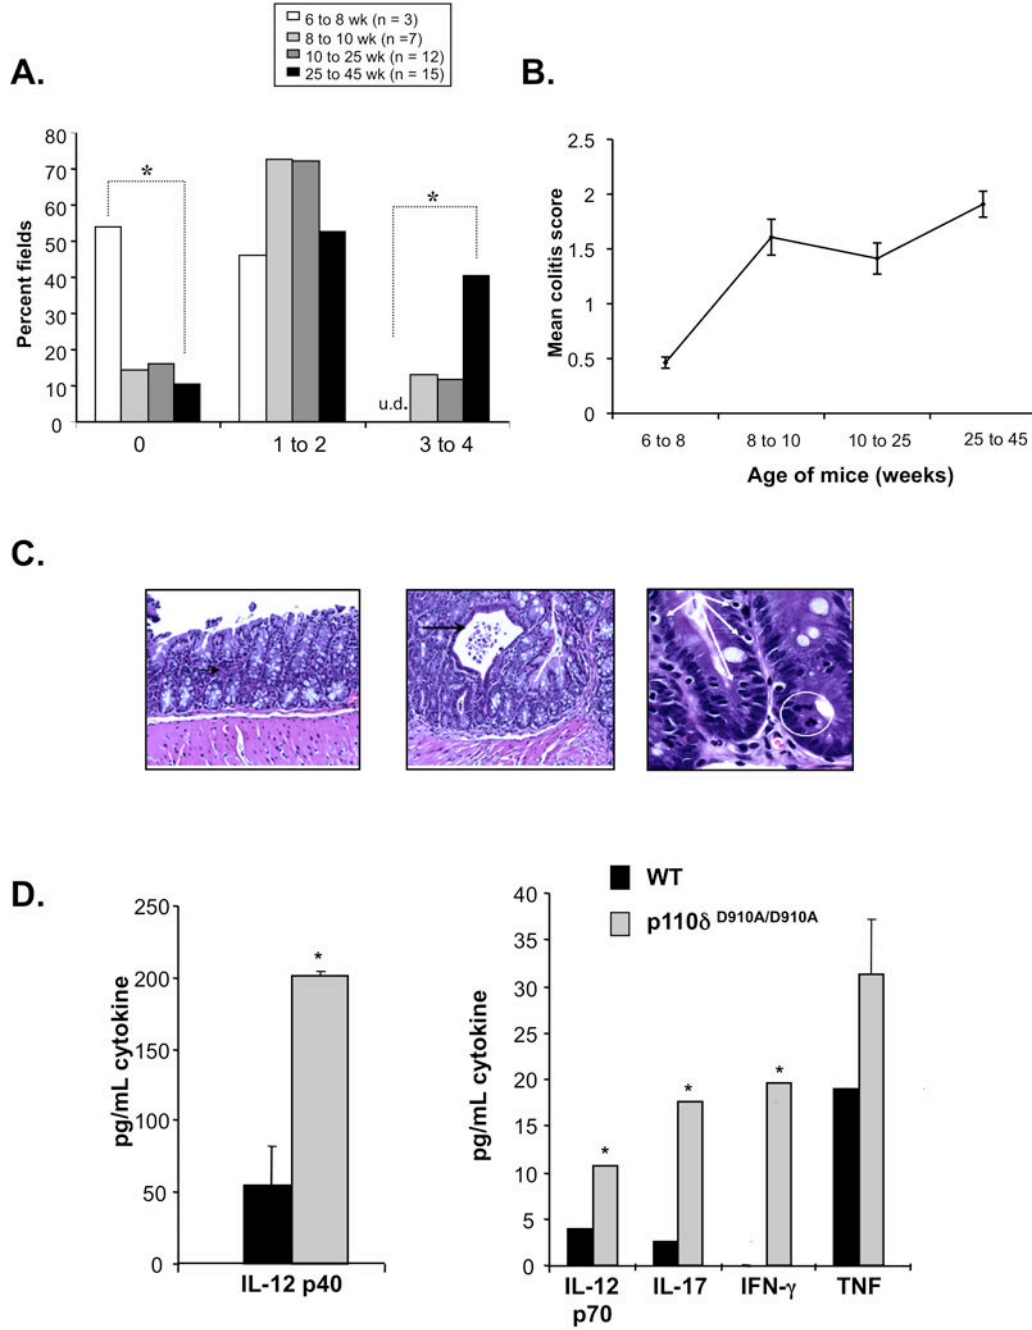 6 to 8 wk (n = 3)
8 to 10 wk (n =7)
10 to 25 wk (n = 12)
25 to 45 wk (n = 15)
A.
Percent fields
80
70
60
50
40
30
20
10
0
*
*
u.d.
0
1 to 2
3 to 4
B.
Mean colitis score
2.5
2
1.5
1
0.5
0
6 to 8
8 to 10
10 to 25
25 to 45
Age of mice (weeks)
C.
D.
pg/mL cytokine
250
200
150
100
50
0
*
IL-12 p40
WT
p110δ D910A/D910A
pg/mL cytokine
40
35
30
25
20
15
10
5
0
*
*
*
IL-12 p70
IL-17
IFN-γ
TNF